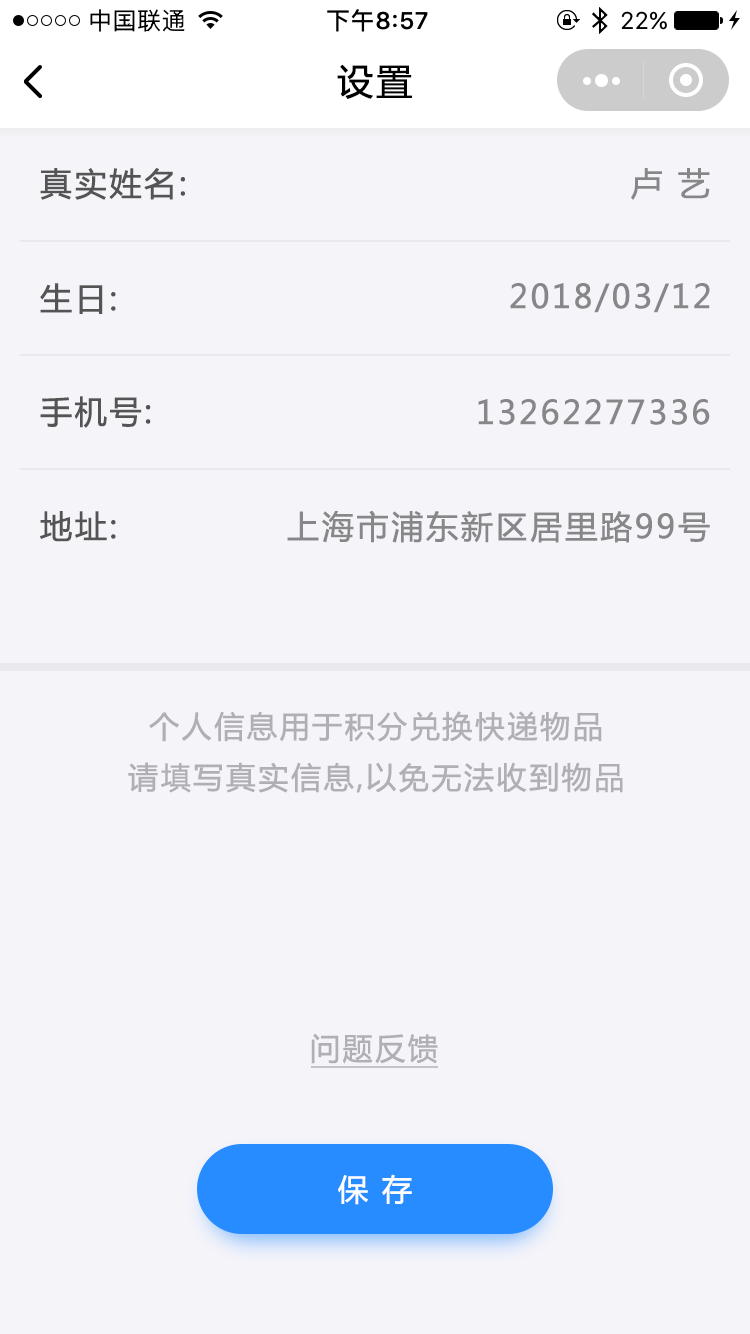 中国联通 下午8:57 22%
设置
真实姓名: 卢 艺
生日: 2018/03/12
手机号: 13262277336
地址: 上海市浦东新区居里路99号
个人信息用于积分兑换快递物品
请填写真实信息,以免无法收到物品
问题反馈
保 存